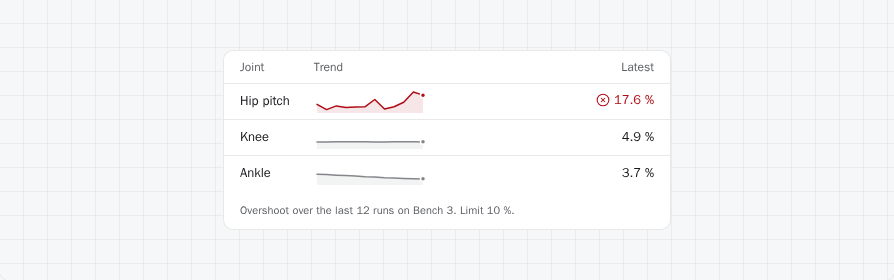 Joint Trend Latest
Hip pitch 17.6 %
Knee 4.9 %
Ankle 3.7 %
Overshoot over the last 12 runs on Bench 3. Limit 10 %.